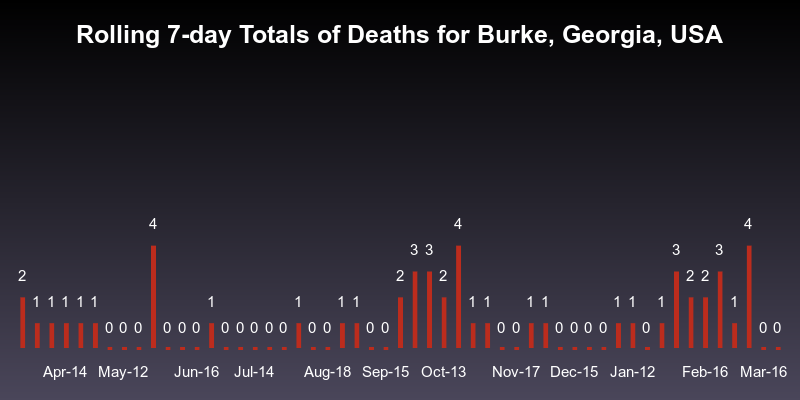 Rolling 7-day Totals of Deaths for Burke, Georgia, USA
4 4 4
3 3 3 3
2 2 2 2 2
1 1 1 1 1 1 1 1 1 1 1 1 1 1 1 1 1
0 0 0 0 0 0 0 0 0 0 0 0 0 0 0 0 0 0 0 0 0 0 0 0
Apr-14 May-12 Jun-16 Jul-14 Aug-18 Sep-15 Oct-13 Nov-17 Dec-15 Jan-12 Feb-16 Mar-16